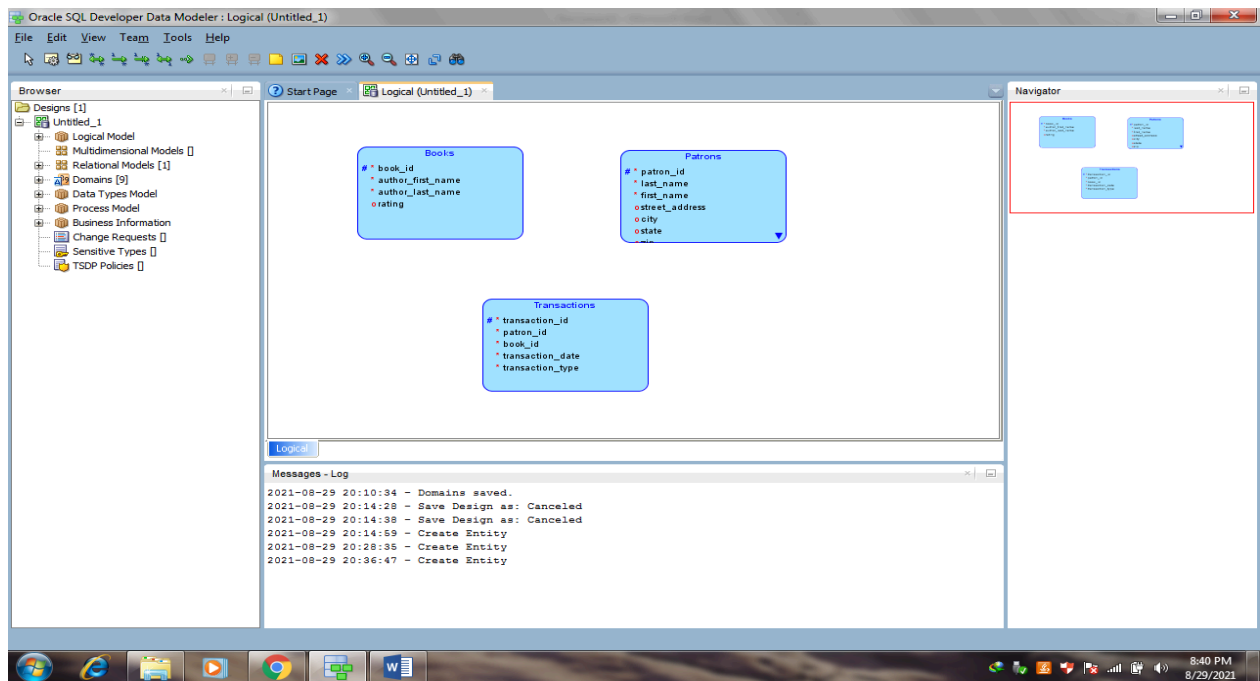 Oracle SQL Developer Data Modeler : Logical (Untitled_1)
File Edit View Team Tools Help
Browser
Designs [1]
Untitled_1
Logical Model
Multidimensional Models []
Relational Models [1]
Domains [9]
Data Types Model
Process Model
Business Information
Change Requests []
Sensitive Types []
TSDP Policies []
Start Page
Logical (Untitled_1)
Books
# * book_id
* author_first_name
* author_last_name
o rating
Patrons
# * patron_id
* last_name
* first_name
o street_address
o city
o state
Transactions
# * transaction_id
* patron_id
* book_id
* transaction_date
* transaction_type
Logical
Messages - Log
2021-08-29 20:10:34 - Domains saved.
2021-08-29 20:14:28 - Save Design as: Canceled
2021-08-29 20:14:38 - Save Design as: Canceled
2021-08-29 20:14:59 - Create Entity
2021-08-29 20:28:35 - Create Entity
2021-08-29 20:36:47 - Create Entity
Navigator
8:40 PM
8/29/2021